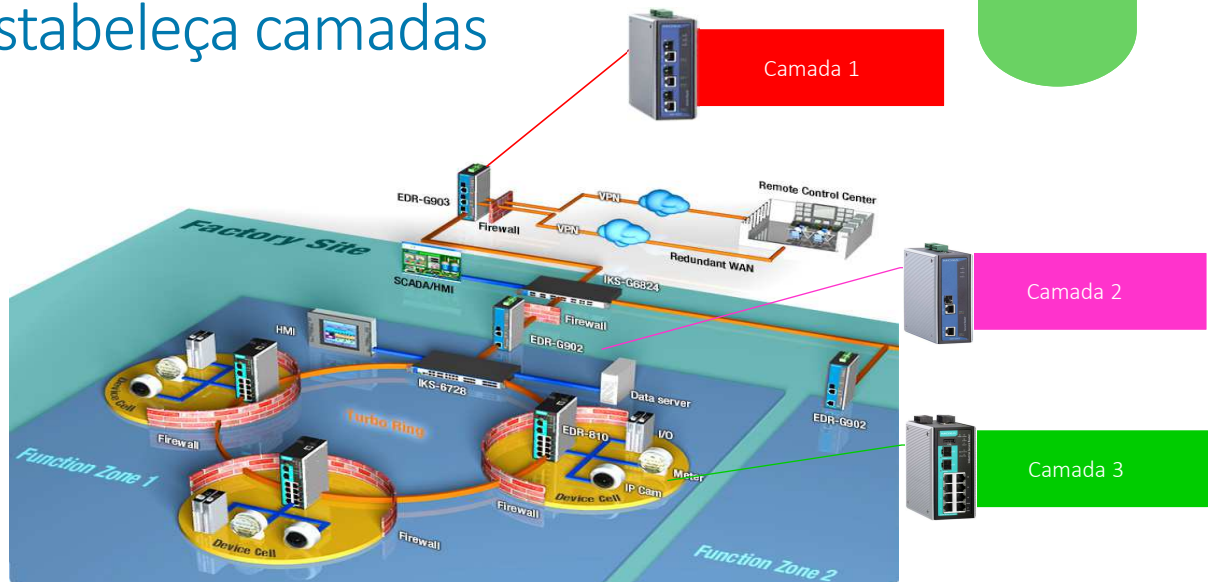 stabeleça camadas
Camada 1
EDR-G903
Firewall
VPN
VPN
Remote Control Center
Redundant WAN
Factory Site
SCADA/HMI
IKS-G6824
Camada 2
Firewall
EDR-G902
HMI
IKS-6728
Data server
EDR-G902
Device Cell
Turbo Ring
Firewall
EDR-810
I/O
Meter
IP Cam
Device Cell
Camada 3
Function Zone 1
Firewall
Firewall
Device Cell
Function Zone 2